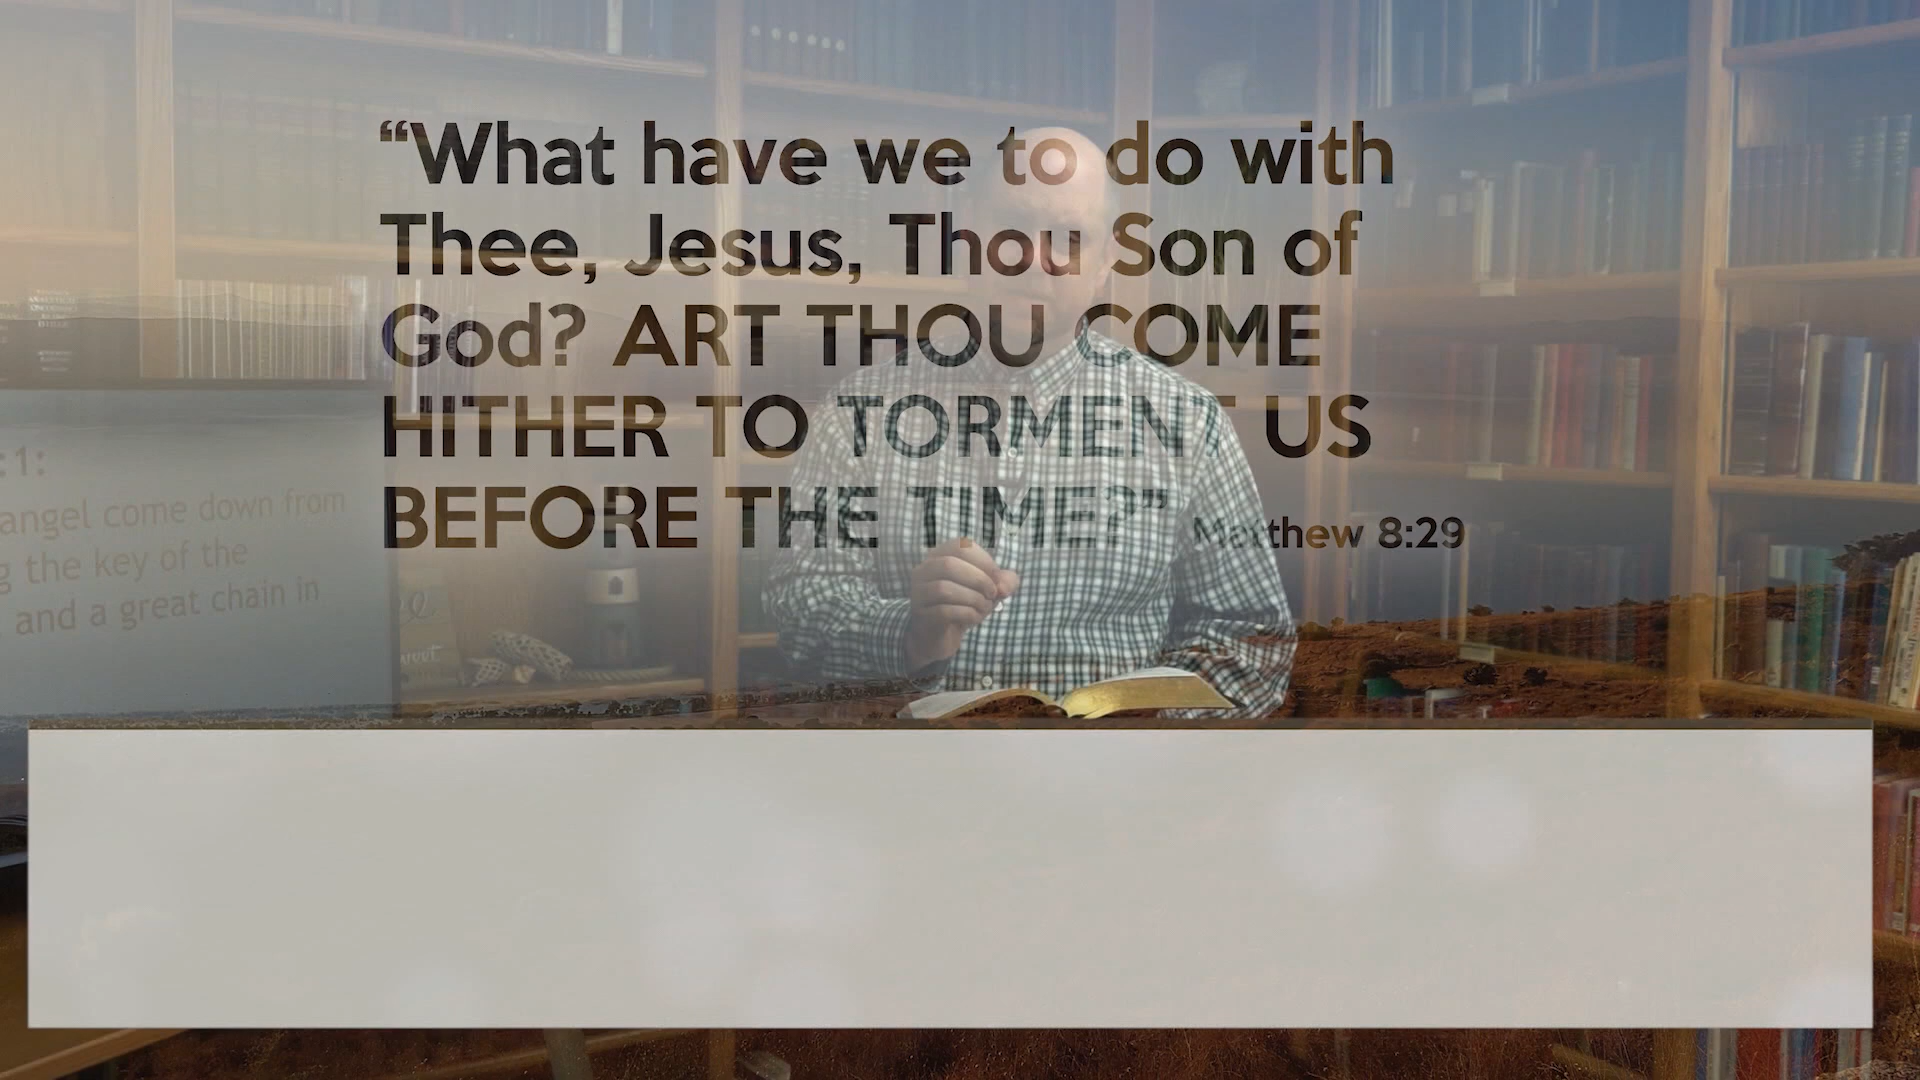 “What have we to do with
Thee, Jesus, Thou Son of
God? ART THOU COME
HITHER TO TORMENT US
BEFORE THE TIME?” Matthew 8:29
:1:
angel come down from
g the key of the
and a great chain in